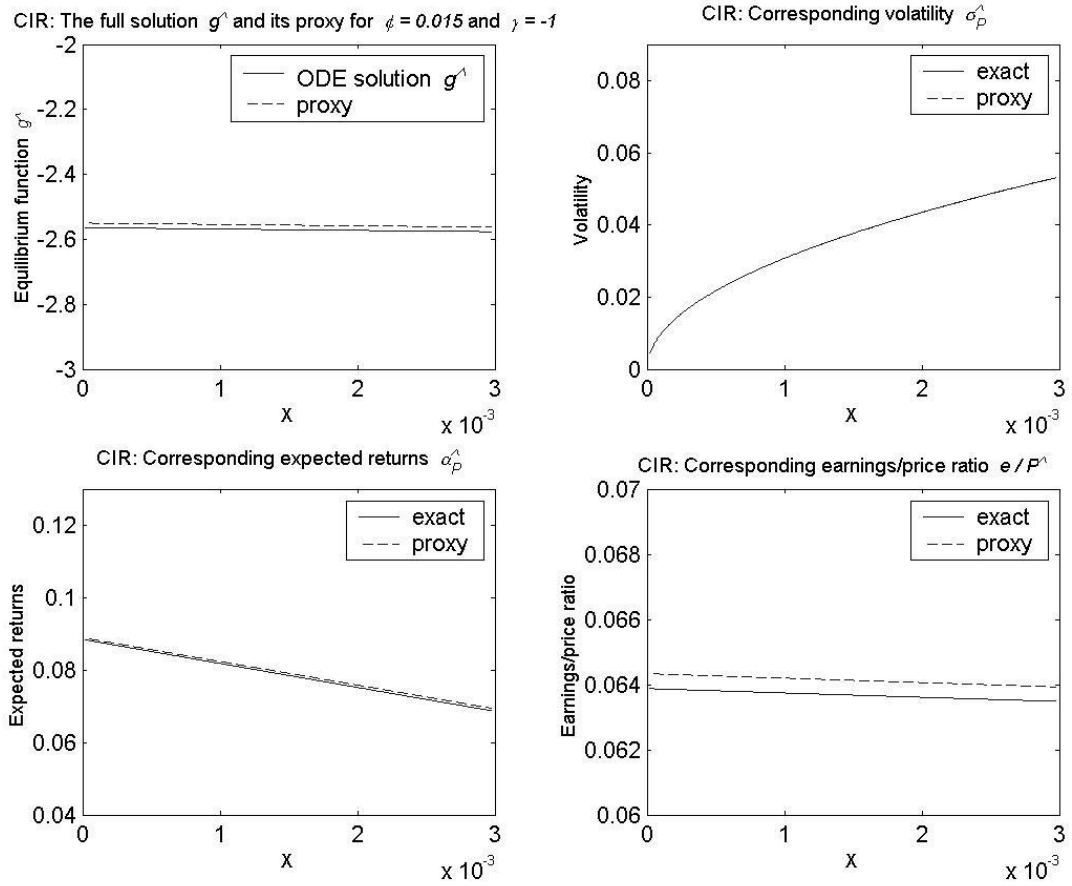 CIR: The full solution g^ and its proxy for ϕ = 0.015 and γ = -1
-2
-2.2
-2.4
-2.6
-2.8
-3
Equilibrium function g^
ODE solution g^
proxy
0 1 2 3
x
x 10^-3
CIR: Corresponding volatility σ^_P
0.08
0.06
0.04
0.02
0
Volatility
exact
proxy
0 1 2 3
x
x 10^-3
CIR: Corresponding expected returns α^_P
0.12
0.1
0.08
0.06
0.04
Expected returns
exact
proxy
0 1 2 3
x
x 10^-3
CIR: Corresponding earnings/price ratio e / P^
0.07
0.068
0.066
0.064
0.062
0.06
Earnings/price ratio
exact
proxy
0 1 2 3
x
x 10^-3